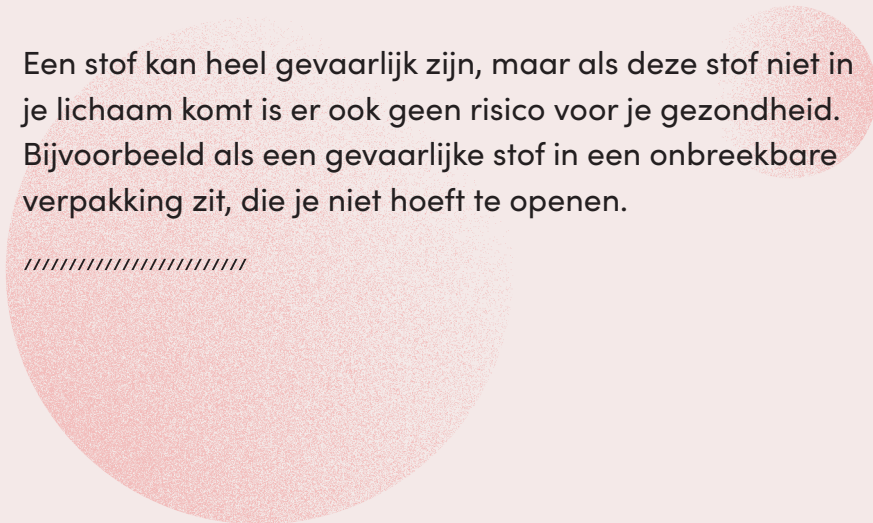 Een stof kan heel gevaarlijk zijn, maar als deze stof niet in
je lichaam komt is er ook geen risico voor je gezondheid.
Bijvoorbeeld als een gevaarlijke stof in een onbreekbare
verpakking zit, die je niet hoeft te openen.